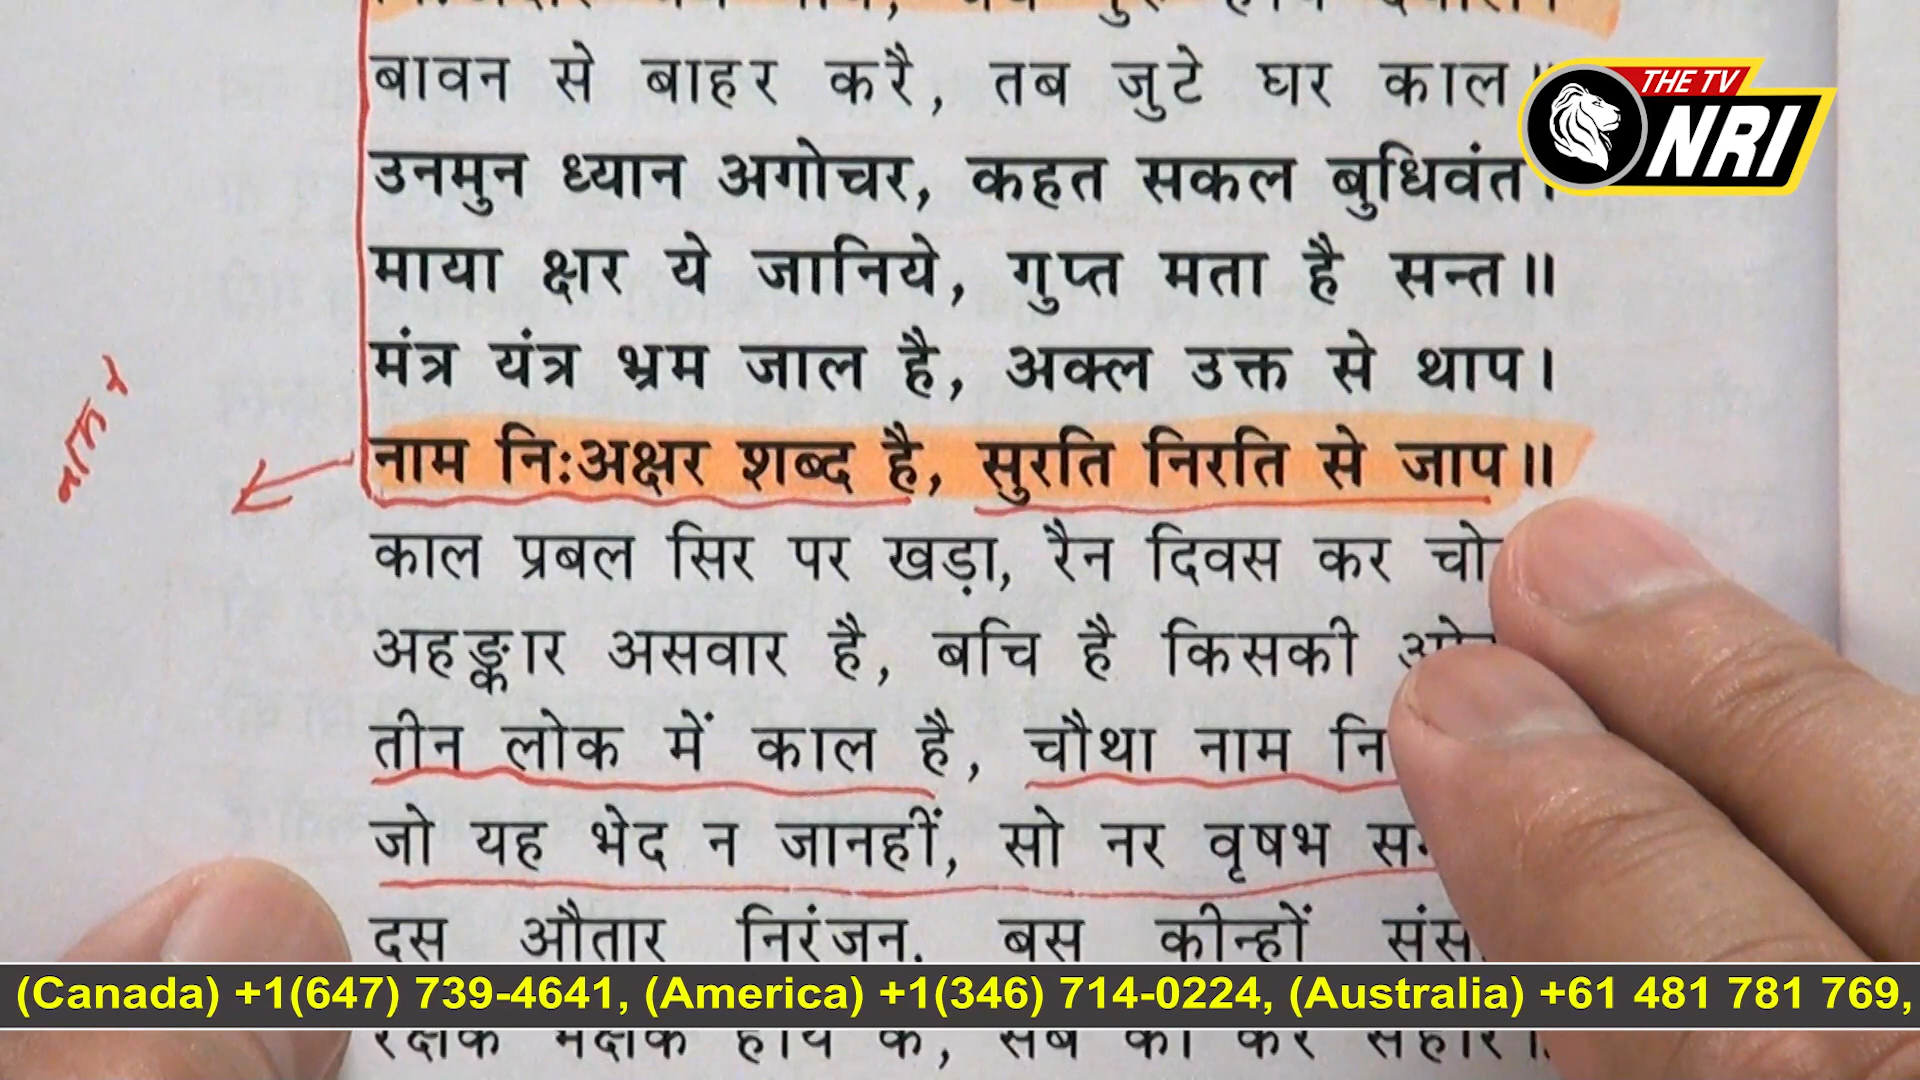 बावन से बाहर करै, तब जुटे घर काल॥
उनमुन ध्यान अगोचर, कहत सकल बुधिवंत।
माया क्षर ये जानिये, गुप्त मता है सन्त॥
मंत्र यंत्र भ्रम जाल है, अक्ल उक्त से थाप।
नाम निःअक्षर शब्द है, सुरति निरति से जाप॥
काल प्रबल सिर पर खड़ा, रैन दिवस कर
अहङ्कार असवार है, बचि है किसकी
तीन लोक में काल है, चौथा नाम
जो यह भेद न जानहीं, सो नर वृषभ
दस औतार निरंजन, बस कीन्हों
THE TV
NRI
(Canada) +1(647) 739-4641, (America) +1(346) 714-0224, (Australia) +61 481 781 769,